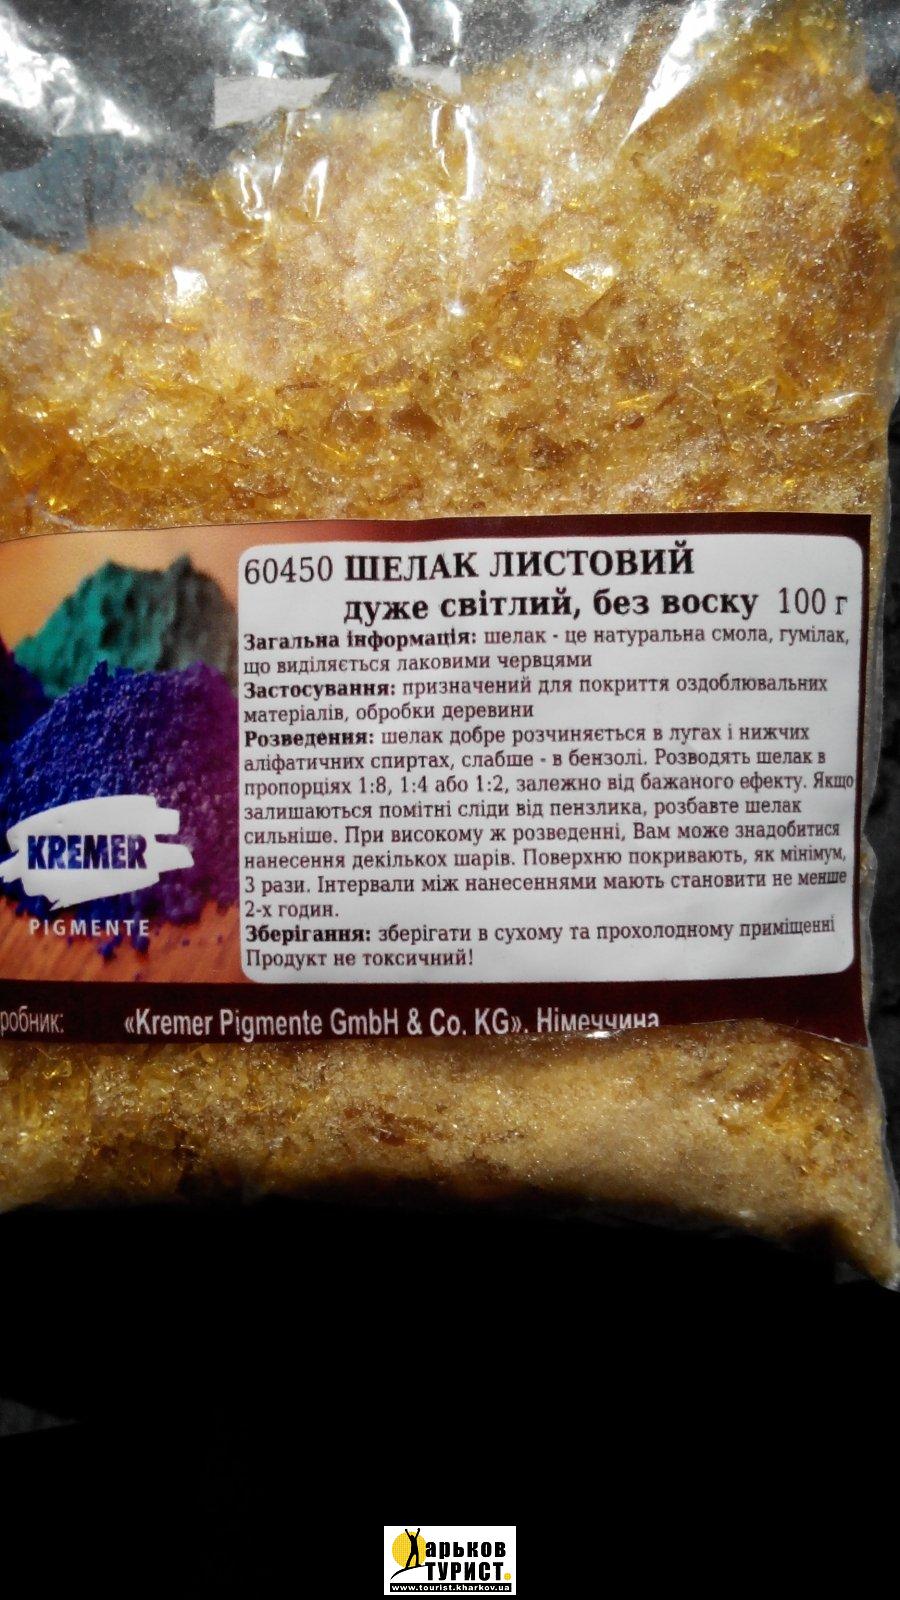 60450 ШЕЛАК ЛИСТОВИЙ
дуже світлий, без воску 100 г
Загальна інформація: шелак - це натуральна смола, гумілак,
що виділяється лаковими червцями
Застосування: призначений для покриття оздоблювальних
матеріалів, обробки деревини
Розведення: шелак добре розчиняється в лугах і нижчих
аліфатичних спиртах, слабше - в бензолі. Розводять шелак в
пропорціях 1:8, 1:4 або 1:2, залежно від бажаного ефекту. Якщо
залишаються помітні сліди від пензлика, розбавте шелак
сильніше. При високому ж розведенні, Вам може знадобитися
нанесення декількох шарів. Поверхню покривають, як мінімум,
3 рази. Інтервали між нанесеннями мають становити не менше
2-х годин.
Зберігання: зберігати в сухому та прохолодному приміщенні
Продукт не токсичний!
KREMER
PIGMENTE
робник: «Kremer Pigmente GmbH & Co. KG». Німеччина
Харьков
ТУРИСТ.
www.tourist.kharkov.ua